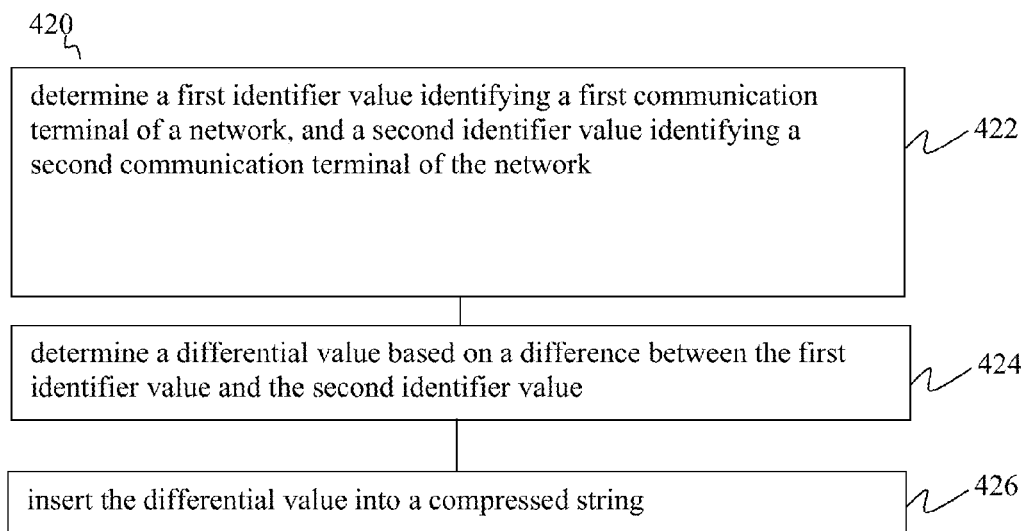 420
determine a first identifier value identifying a first communication
terminal of a network, and a second identifier value identifying a
second communication terminal of the network
422
determine a differential value based on a difference between the first
identifier value and the second identifier value
424
insert the differential value into a compressed string
426